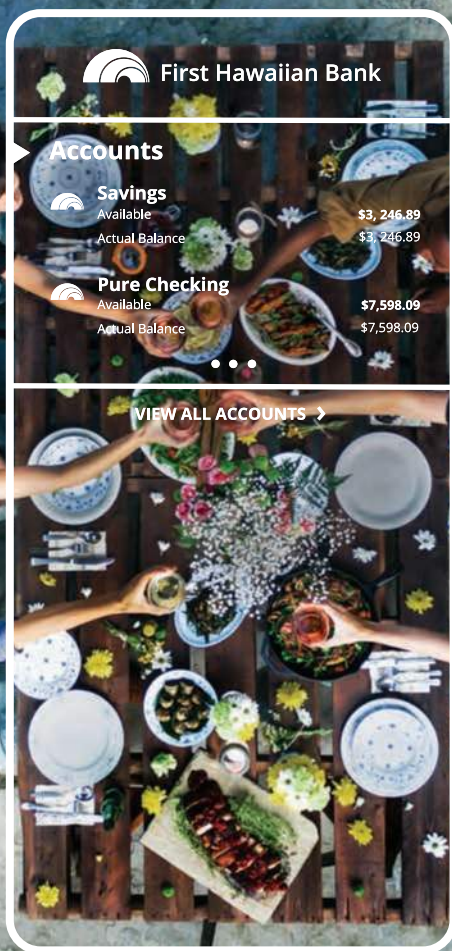 First Hawaiian Bank
Accounts
Savings
Available $3, 246.89
Actual Balance $3, 246.89
Pure Checking
Available $7,598.09
Actual Balance $7,598.09
VIEW ALL ACCOUNTS